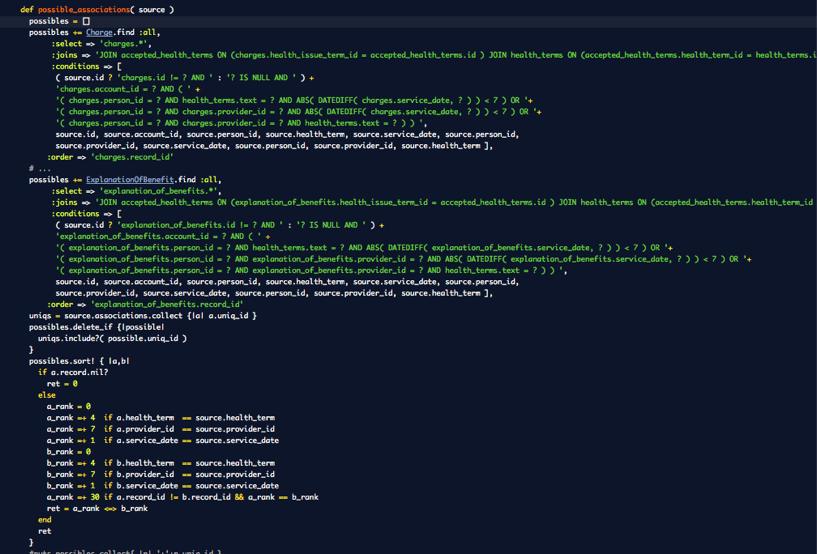 def possible_associations( source )
possibles = []
possibles += Charge.find :all,
:select => 'charges.*',
:joins => 'JOIN accepted_health_terms ON (charges.health_issue_term_id = accepted_health_terms.id ) JOIN health_terms ON (accepted_health_terms.health_term_id = health_terms.i
:conditions => [
( source.id ? 'charges.id != ? AND ' : '? IS NULL AND ' ) +
'charges.account_id = ? AND ( ' +
'( charges.person_id = ? AND health_terms.text = ? AND ABS( DATEDIFF( charges.service_date, ? ) ) < 7 ) OR '+
'( charges.person_id = ? AND charges.provider_id = ? AND ABS( DATEDIFF( charges.service_date, ? ) ) < 7 ) OR '+
'( charges.person_id = ? AND charges.provider_id = ? AND health_terms.text = ? ) ) ',
source.id, source.account_id, source.person_id, source.health_term, source.service_date, source.person_id,
source.provider_id, source.service_date, source.person_id, source.provider_id, source.health_term ],
:order => 'charges.record_id'
# ...
possibles += ExplanationOfBenefit.find :all,
:select => 'explanation_of_benefits.*',
:joins => 'JOIN accepted_health_terms ON (explanation_of_benefits.health_issue_term_id = accepted_health_terms.id ) JOIN health_terms ON (accepted_health_terms.health_term_id
:conditions => [
( source.id ? 'explanation_of_benefits.id != ? AND ' : '? IS NULL AND ' ) +
'explanation_of_benefits.account_id = ? AND ( ' +
'( explanation_of_benefits.person_id = ? AND health_terms.text = ? AND ABS( DATEDIFF( explanation_of_benefits.service_date, ? ) ) < 7 ) OR '+
'( explanation_of_benefits.person_id = ? AND explanation_of_benefits.provider_id = ? AND ABS( DATEDIFF( explanation_of_benefits.service_date, ? ) ) < 7 ) OR '+
'( explanation_of_benefits.person_id = ? AND explanation_of_benefits.provider_id = ? AND health_terms.text = ? ) ) ',
source.id, source.account_id, source.person_id, source.health_term, source.service_date, source.person_id,
source.provider_id, source.service_date, source.person_id, source.provider_id, source.health_term ],
:order => 'explanation_of_benefits.record_id'
uniqs = source.associations.collect {|a| a.uniq_id }
possibles.delete_if {|possible|
uniqs.include?( possible.uniq_id )
}
possibles.sort! { |a,b|
if a.record.nil?
ret = 0
else
a_rank = 0
a_rank =+ 4 if a.health_term == source.health_term
a_rank =+ 7 if a.provider_id == source.provider_id
a_rank =+ 1 if a.service_date == source.service_date
b_rank = 0
b_rank =+ 4 if b.health_term == source.health_term
b_rank =+ 7 if b.provider_id == source.provider_id
b_rank =+ 1 if b.service_date == source.service_date
a_rank =+ 30 if a.record_id != b.record_id && a_rank == b_rank
ret = a_rank <=> b_rank
end
ret
}
#puts possibles.collect{ |p| ':'+p.uniq_id }